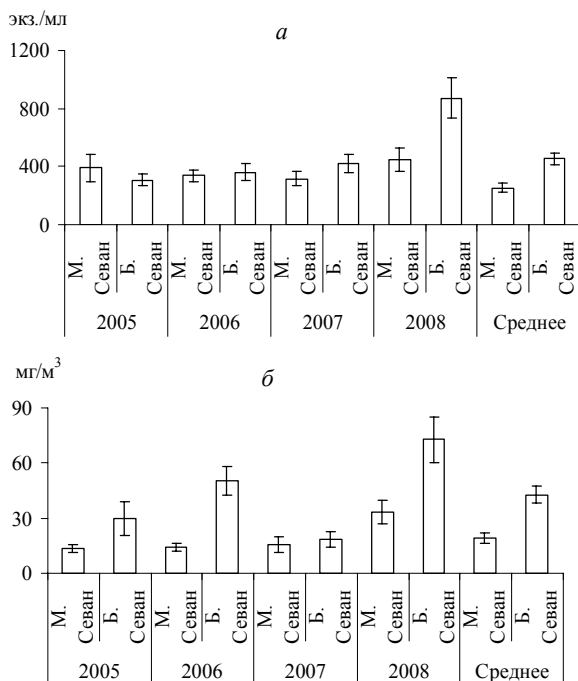 экз./мл
а
1200
800
400
0
М. Севан Б. Севан М. Севан Б. Севан М. Севан Б. Севан М. Севан Б. Севан М. Севан Б. Севан
2005 2006 2007 2008 Среднее
мг/м³
б
90
60
30
0
М. Севан Б. Севан М. Севан Б. Севан М. Севан Б. Севан М. Севан Б. Севан М. Севан Б. Севан
2005 2006 2007 2008 Среднее